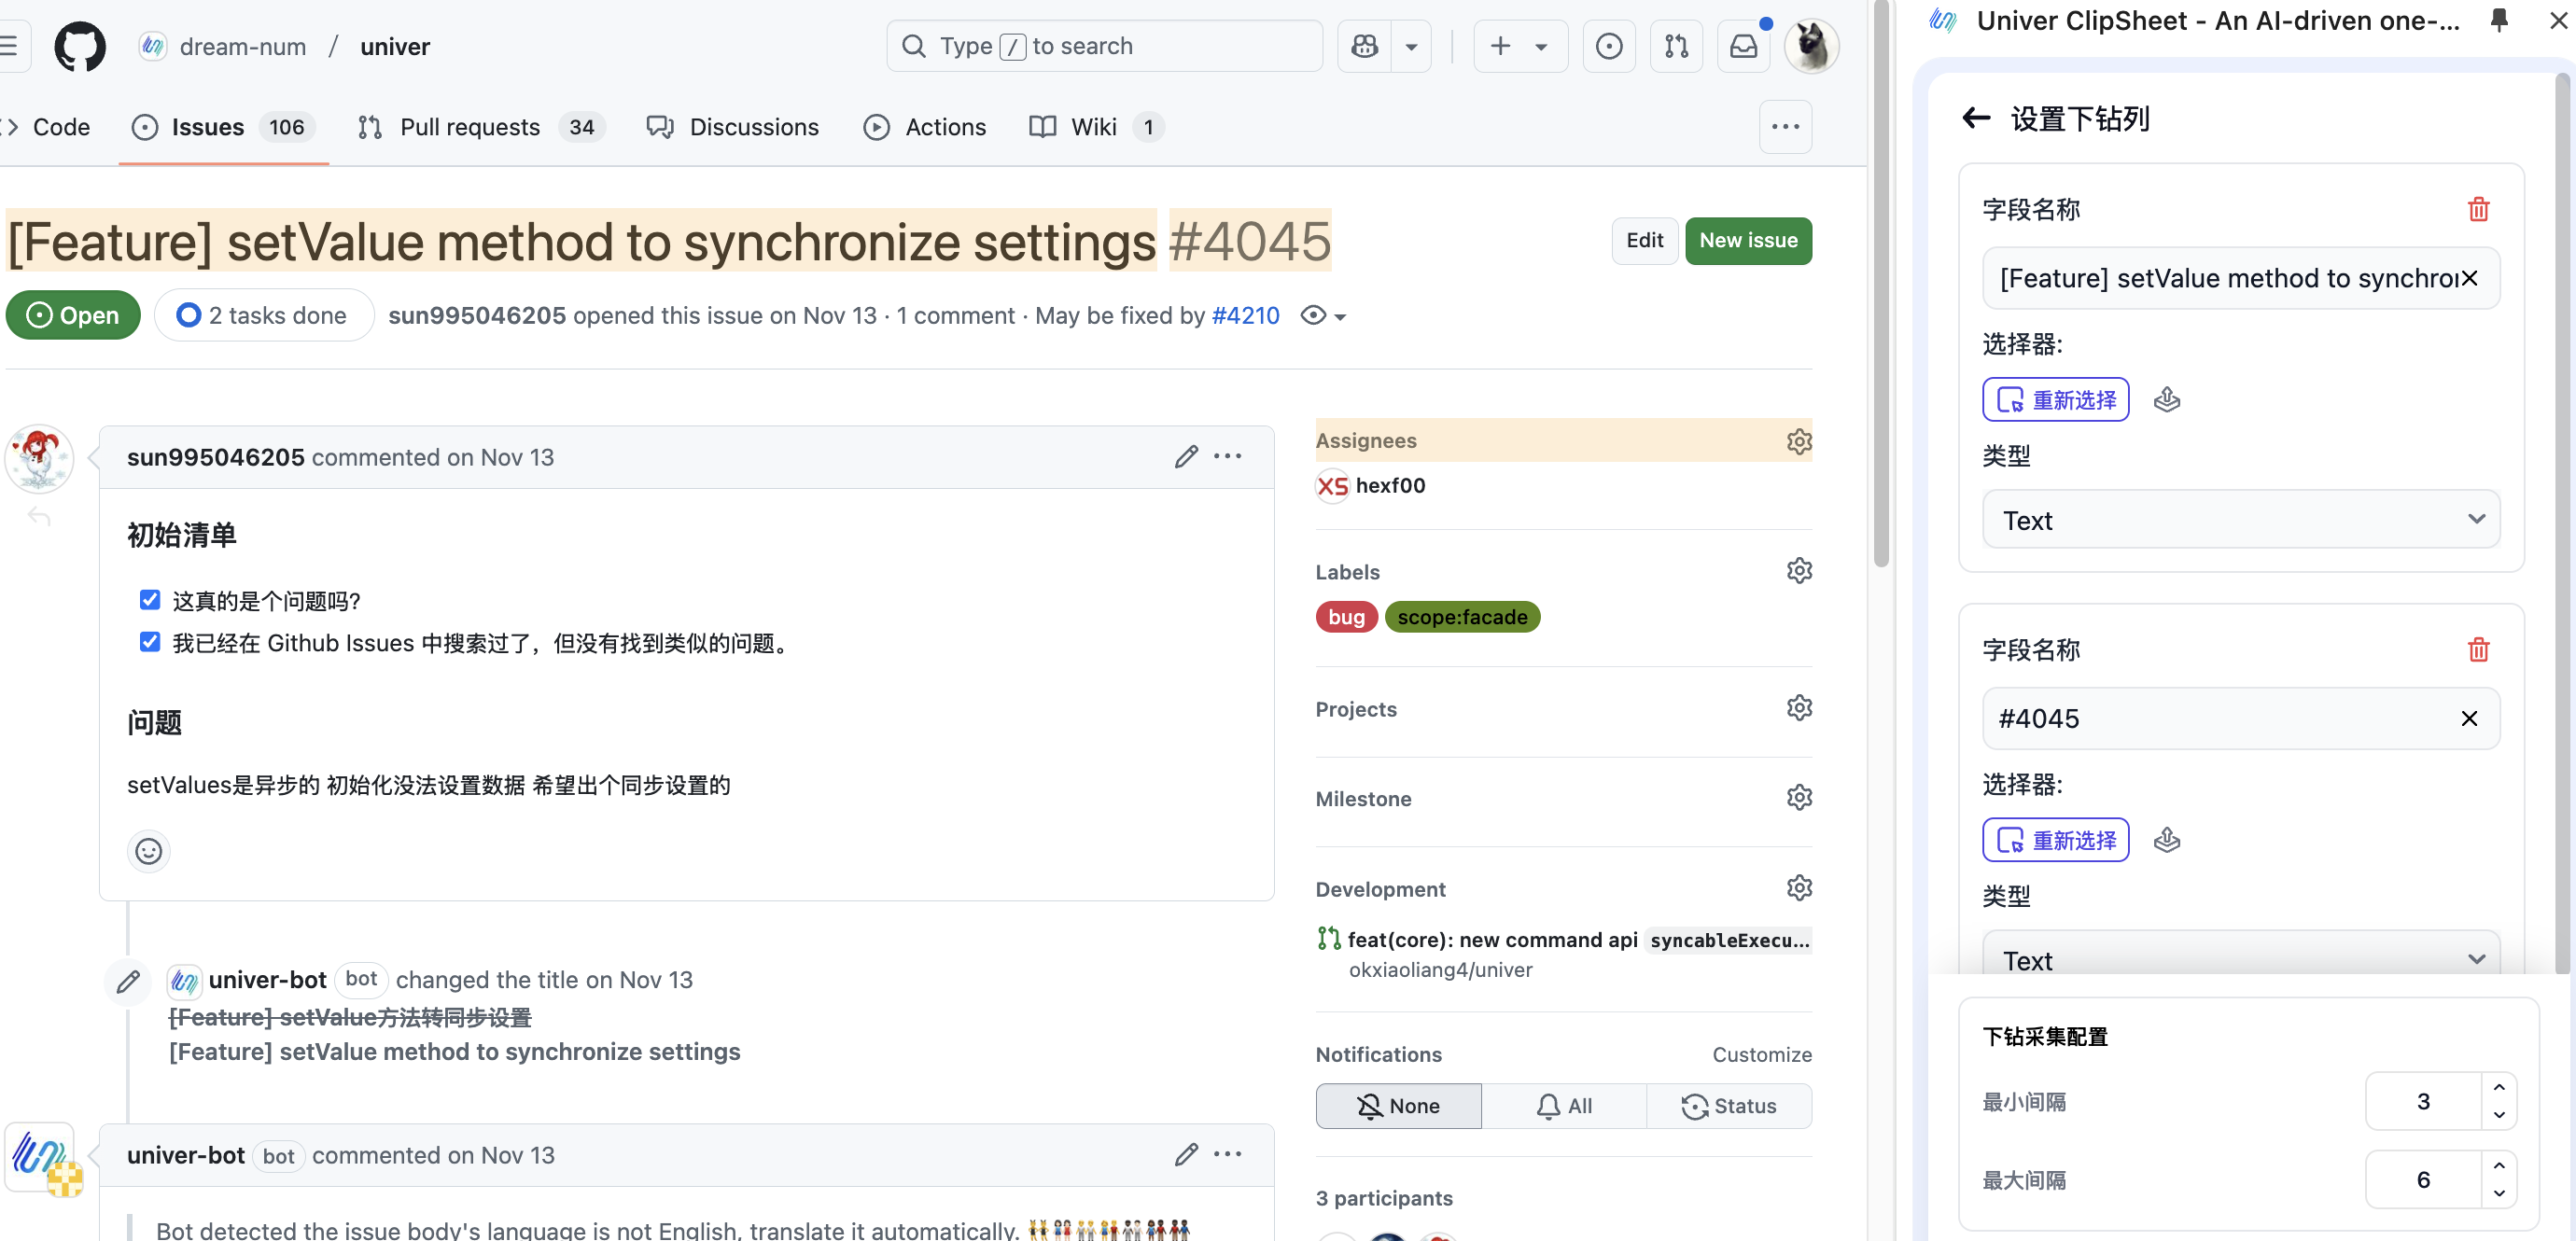 dream-num / univer
Type / to search
Code
Issues 106
Pull requests 34
Discussions
Actions
Wiki 1
[Feature] setValue method to synchronize settings #4045
Edit
New issue
Open
2 tasks done
sun995046205 opened this issue on Nov 13 · 1 comment · May be fixed by #4210
sun995046205 commented on Nov 13
初始清单
这真的是个问题吗?
我已经在 Github Issues 中搜索过了，但没有找到类似的问题。
问题
setValues是异步的 初始化没法设置数据 希望出个同步设置的
univer-bot bot changed the title on Nov 13
[Feature] setValue方法转同步设置
[Feature] setValue method to synchronize settings
univer-bot bot commented on Nov 13
Bot detected the issue body's language is not English, translate it automatically.
Assignees
XS hexf00
Labels
bug scope:facade
Projects
Milestone
Development
feat(core): new command api syncableExecu...
okxiaoliang4/univer
Notifications Customize
None All Status
3 participants
Univer ClipSheet - An AI-driven one-...
设置下钻列
字段名称
[Feature] setValue method to synchro
选择器:
重新选择
类型
Text
字段名称
#4045
选择器:
重新选择
类型
Text
下钻采集配置
最小间隔 3
最大间隔 6